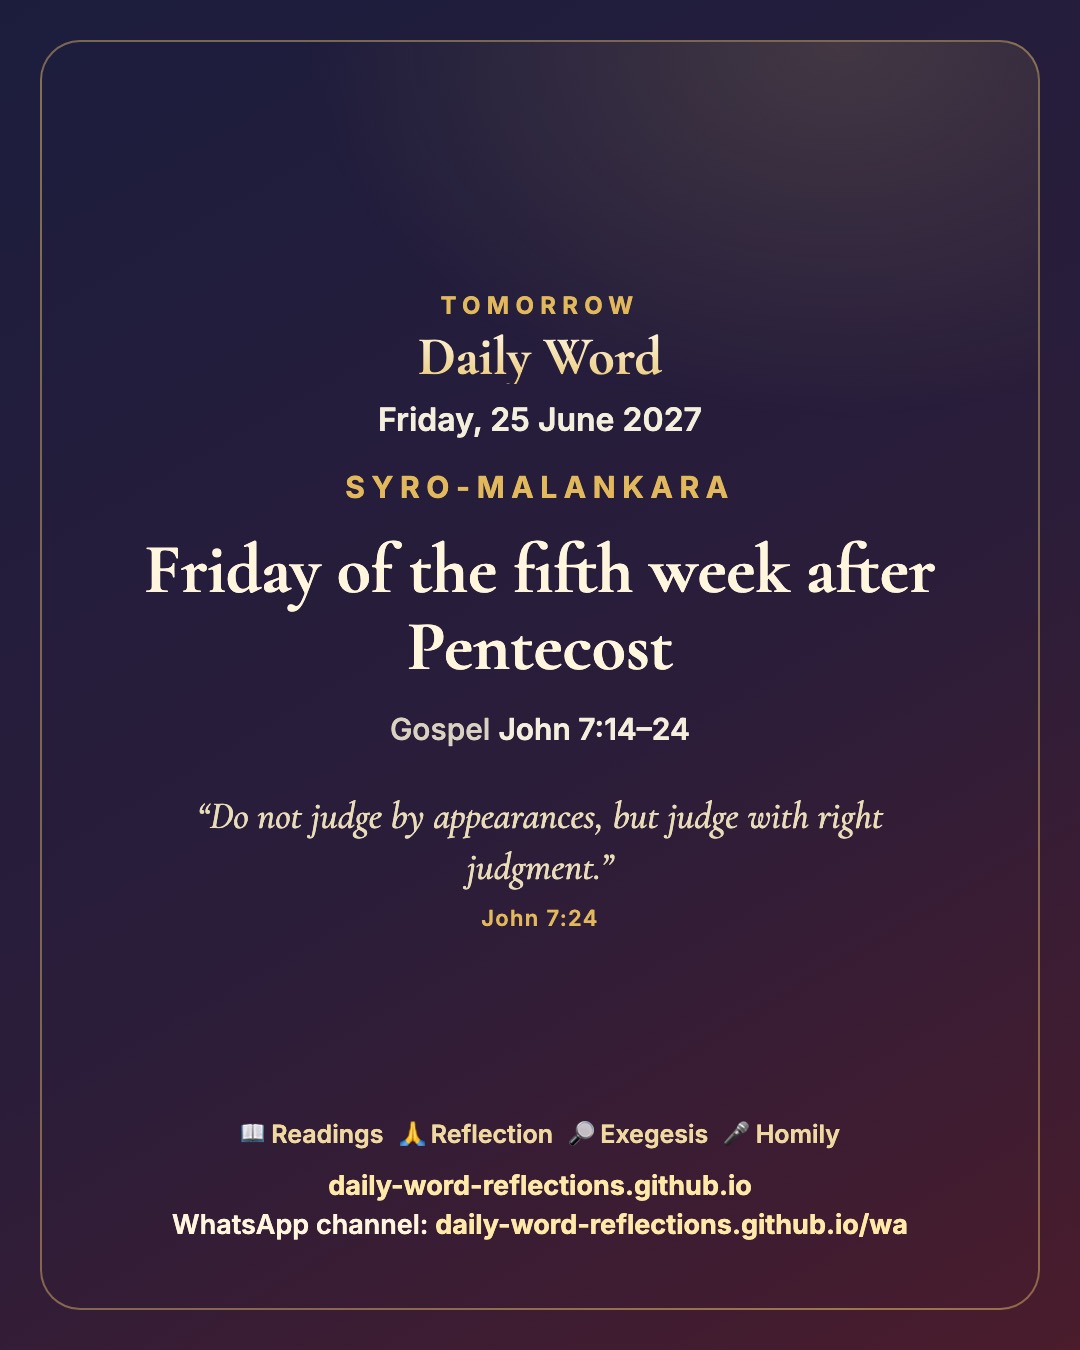 TOMORROW
Daily Word
Friday, 25 June 2027
SYRO-MALANKARA
Friday of the fifth week after
Pentecost
Gospel John 7:14–24
“Do not judge by appearances, but judge with right
judgment.”
John 7:24
📖 Readings 🙏 Reflection 🔎 Exegesis 🎤 Homily
daily-word-reflections.github.io
WhatsApp channel: daily-word-reflections.github.io/wa